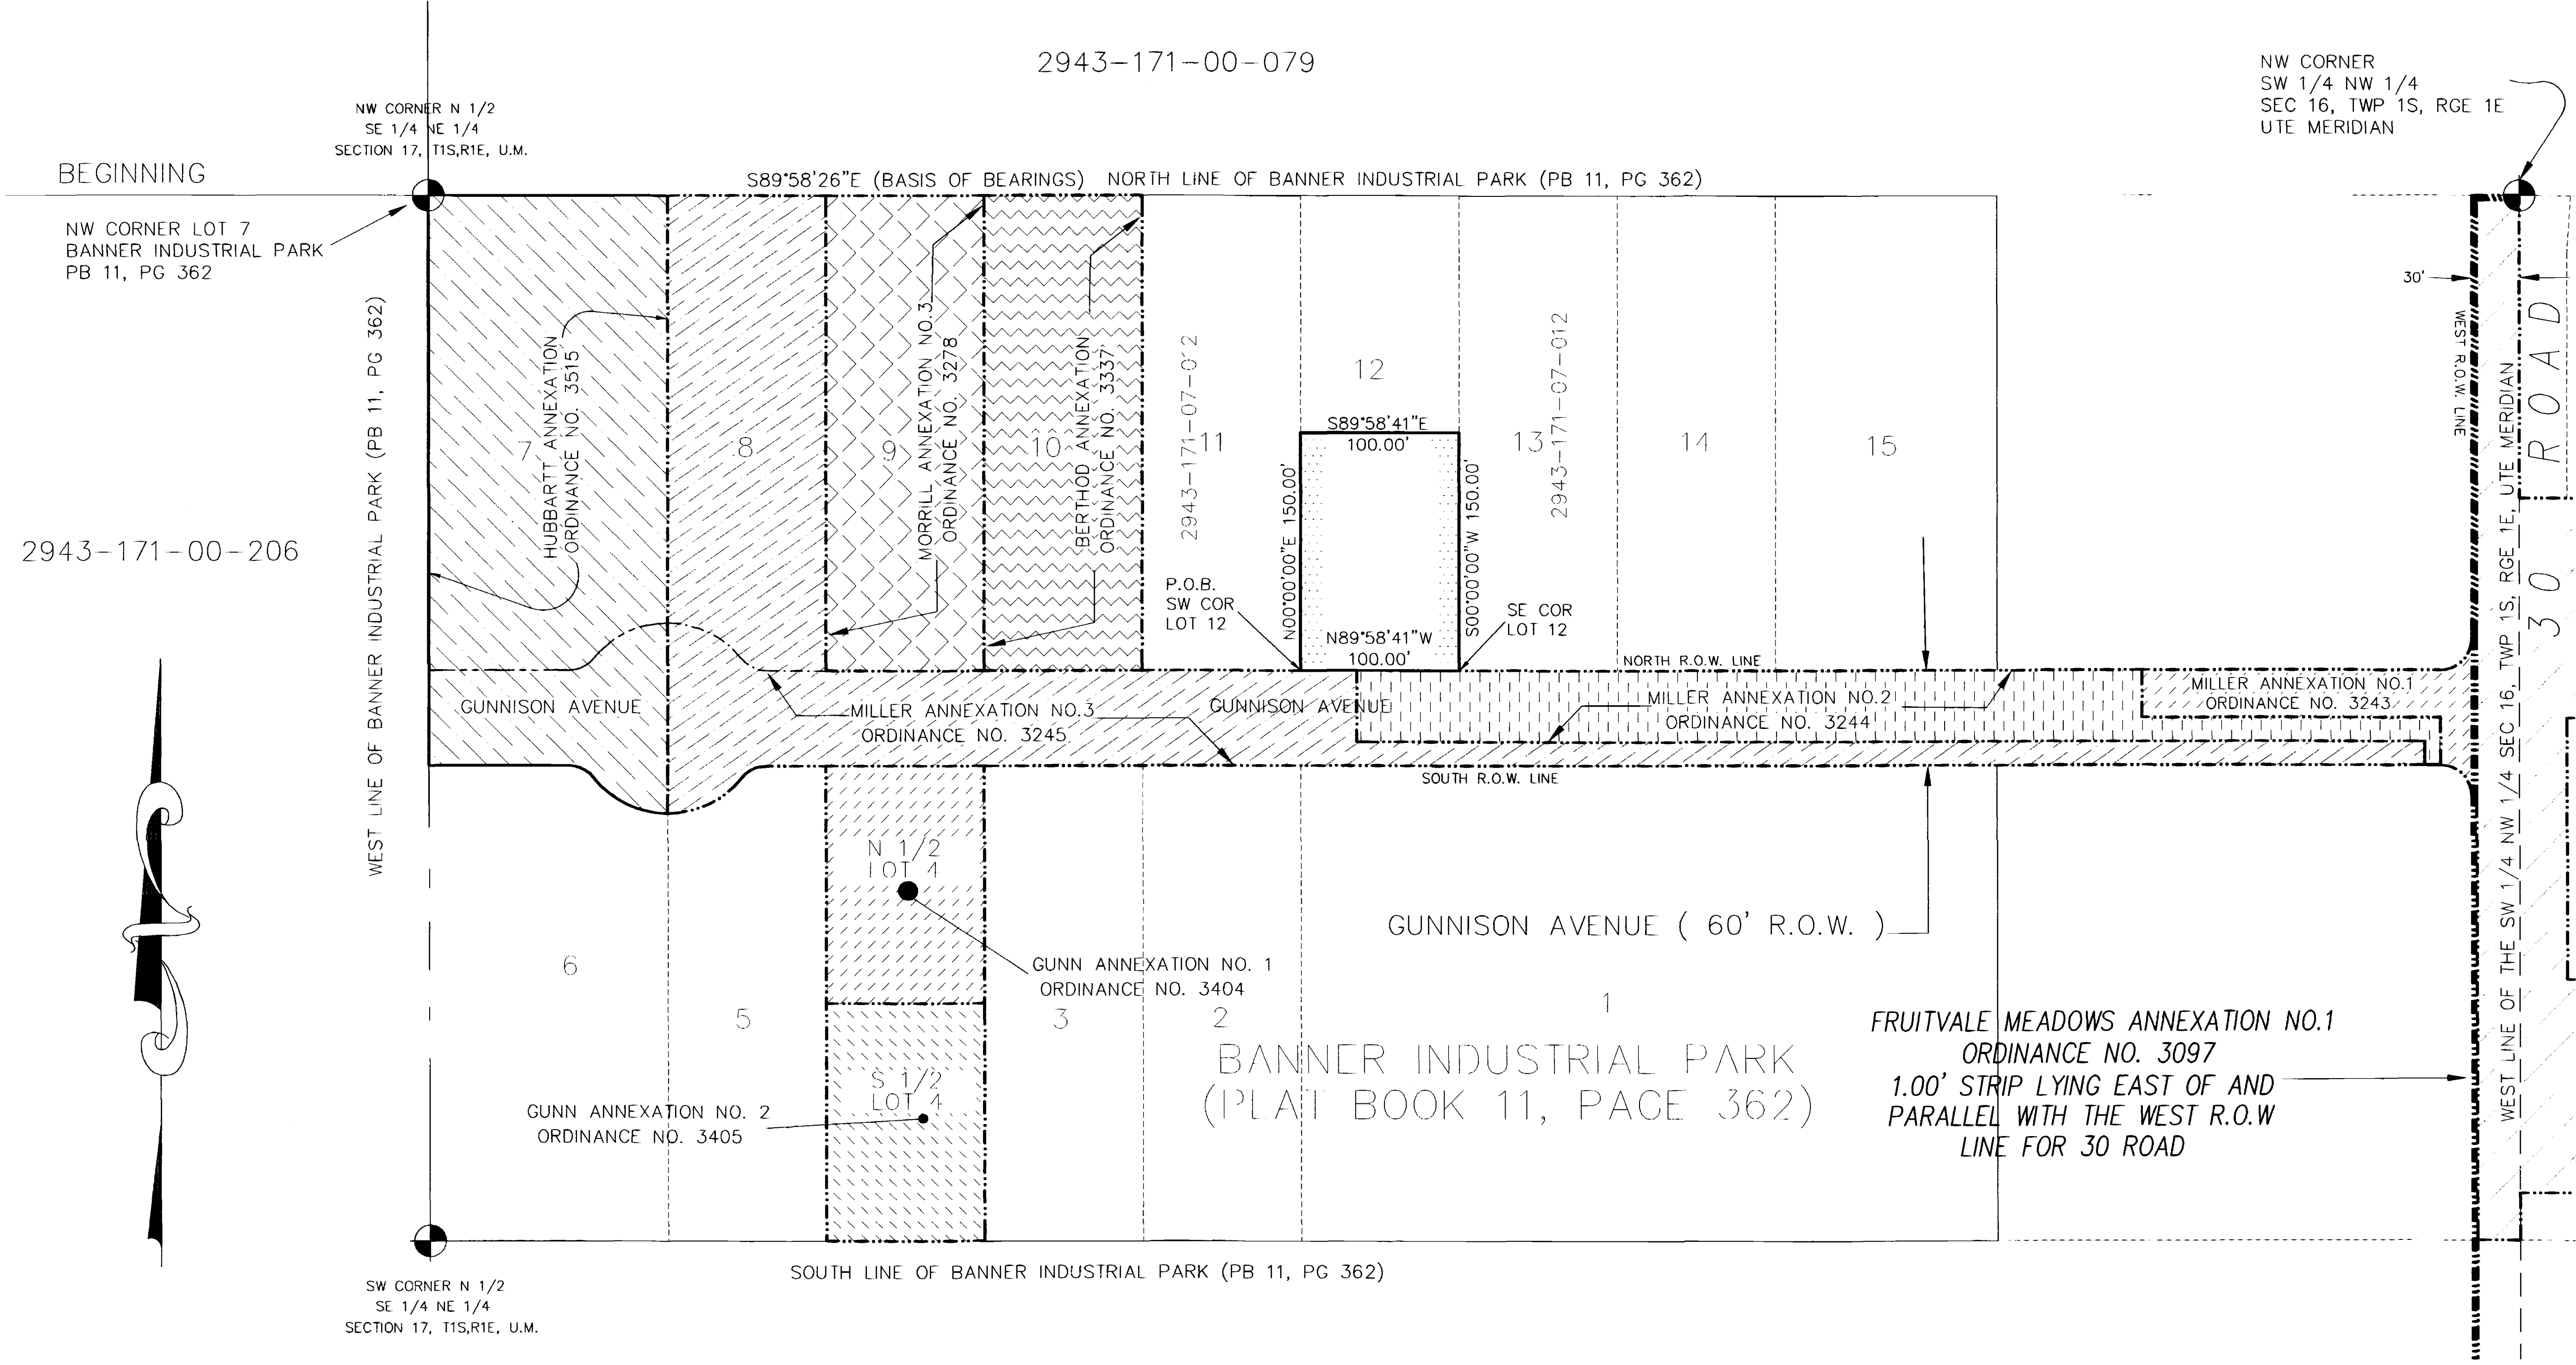 2943-171-00-079
NW CORNER
SW 1/4 NW 1/4
SEC 16, TWP 1S, RGE 1E
UTE MERIDIAN
NW CORNER N 1/2
SE 1/4 NE 1/4
SECTION 17, T1S,R1E, U.M.
BEGINNING
S89°58'26"E (BASIS OF BEARINGS) NORTH LINE OF BANNER INDUSTRIAL PARK (PB 11, PG 362)
NW CORNER LOT 7
BANNER INDUSTRIAL PARK
PB 11, PG 362
30'
WEST LINE OF BANNER INDUSTRIAL PARK (PB 11, PG 362)
HUBBARTT ANNEXATION
ORDINANCE NO. 3515
MORRILL ANNEXATION NO.3
ORDINANCE NO. 3278
BERTHOD ANNEXATION
ORDINANCE NO. 3337
2943-171-07-012
2943-171-07-012
WEST R.O.W. LINE
30 ROAD
WEST LINE OF THE SW 1/4 NW 1/4 SEC 16, TWP 1S, RGE 1E, UTE MERIDIAN
7
8
9
10
11
12
13
14
15
S89°58'41"E
100.00'
N00°00'00"E 150.00'
S00°00'00"W 150.00'
N89°58'41"W
100.00'
2943-171-00-206
P.O.B.
SW COR
LOT 12
SE COR
LOT 12
NORTH R.O.W. LINE
GUNNISON AVENUE
MILLER ANNEXATION NO.3
ORDINANCE NO. 3245
GUNNISON AVENUE
MILLER ANNEXATION NO.2
ORDINANCE NO. 3244
MILLER ANNEXATION NO.1
ORDINANCE NO. 3243
SOUTH R.O.W. LINE
N 1/2
LOT 4
GUNNISON AVENUE ( 60' R.O.W. )
GUNN ANNEXATION NO. 1
ORDINANCE NO. 3404
6
5
3
2
1
BANNER INDUSTRIAL PARK
(PLAT BOOK 11, PAGE 362)
FRUITVALE MEADOWS ANNEXATION NO.1
ORDINANCE NO. 3097
1.00' STRIP LYING EAST OF AND
PARALLEL WITH THE WEST R.O.W
LINE FOR 30 ROAD
S 1/2
LOT 4
GUNN ANNEXATION NO. 2
ORDINANCE NO. 3405
SOUTH LINE OF BANNER INDUSTRIAL PARK (PB 11, PG 362)
SW CORNER N 1/2
SE 1/4 NE 1/4
SECTION 17, T1S,R1E, U.M.